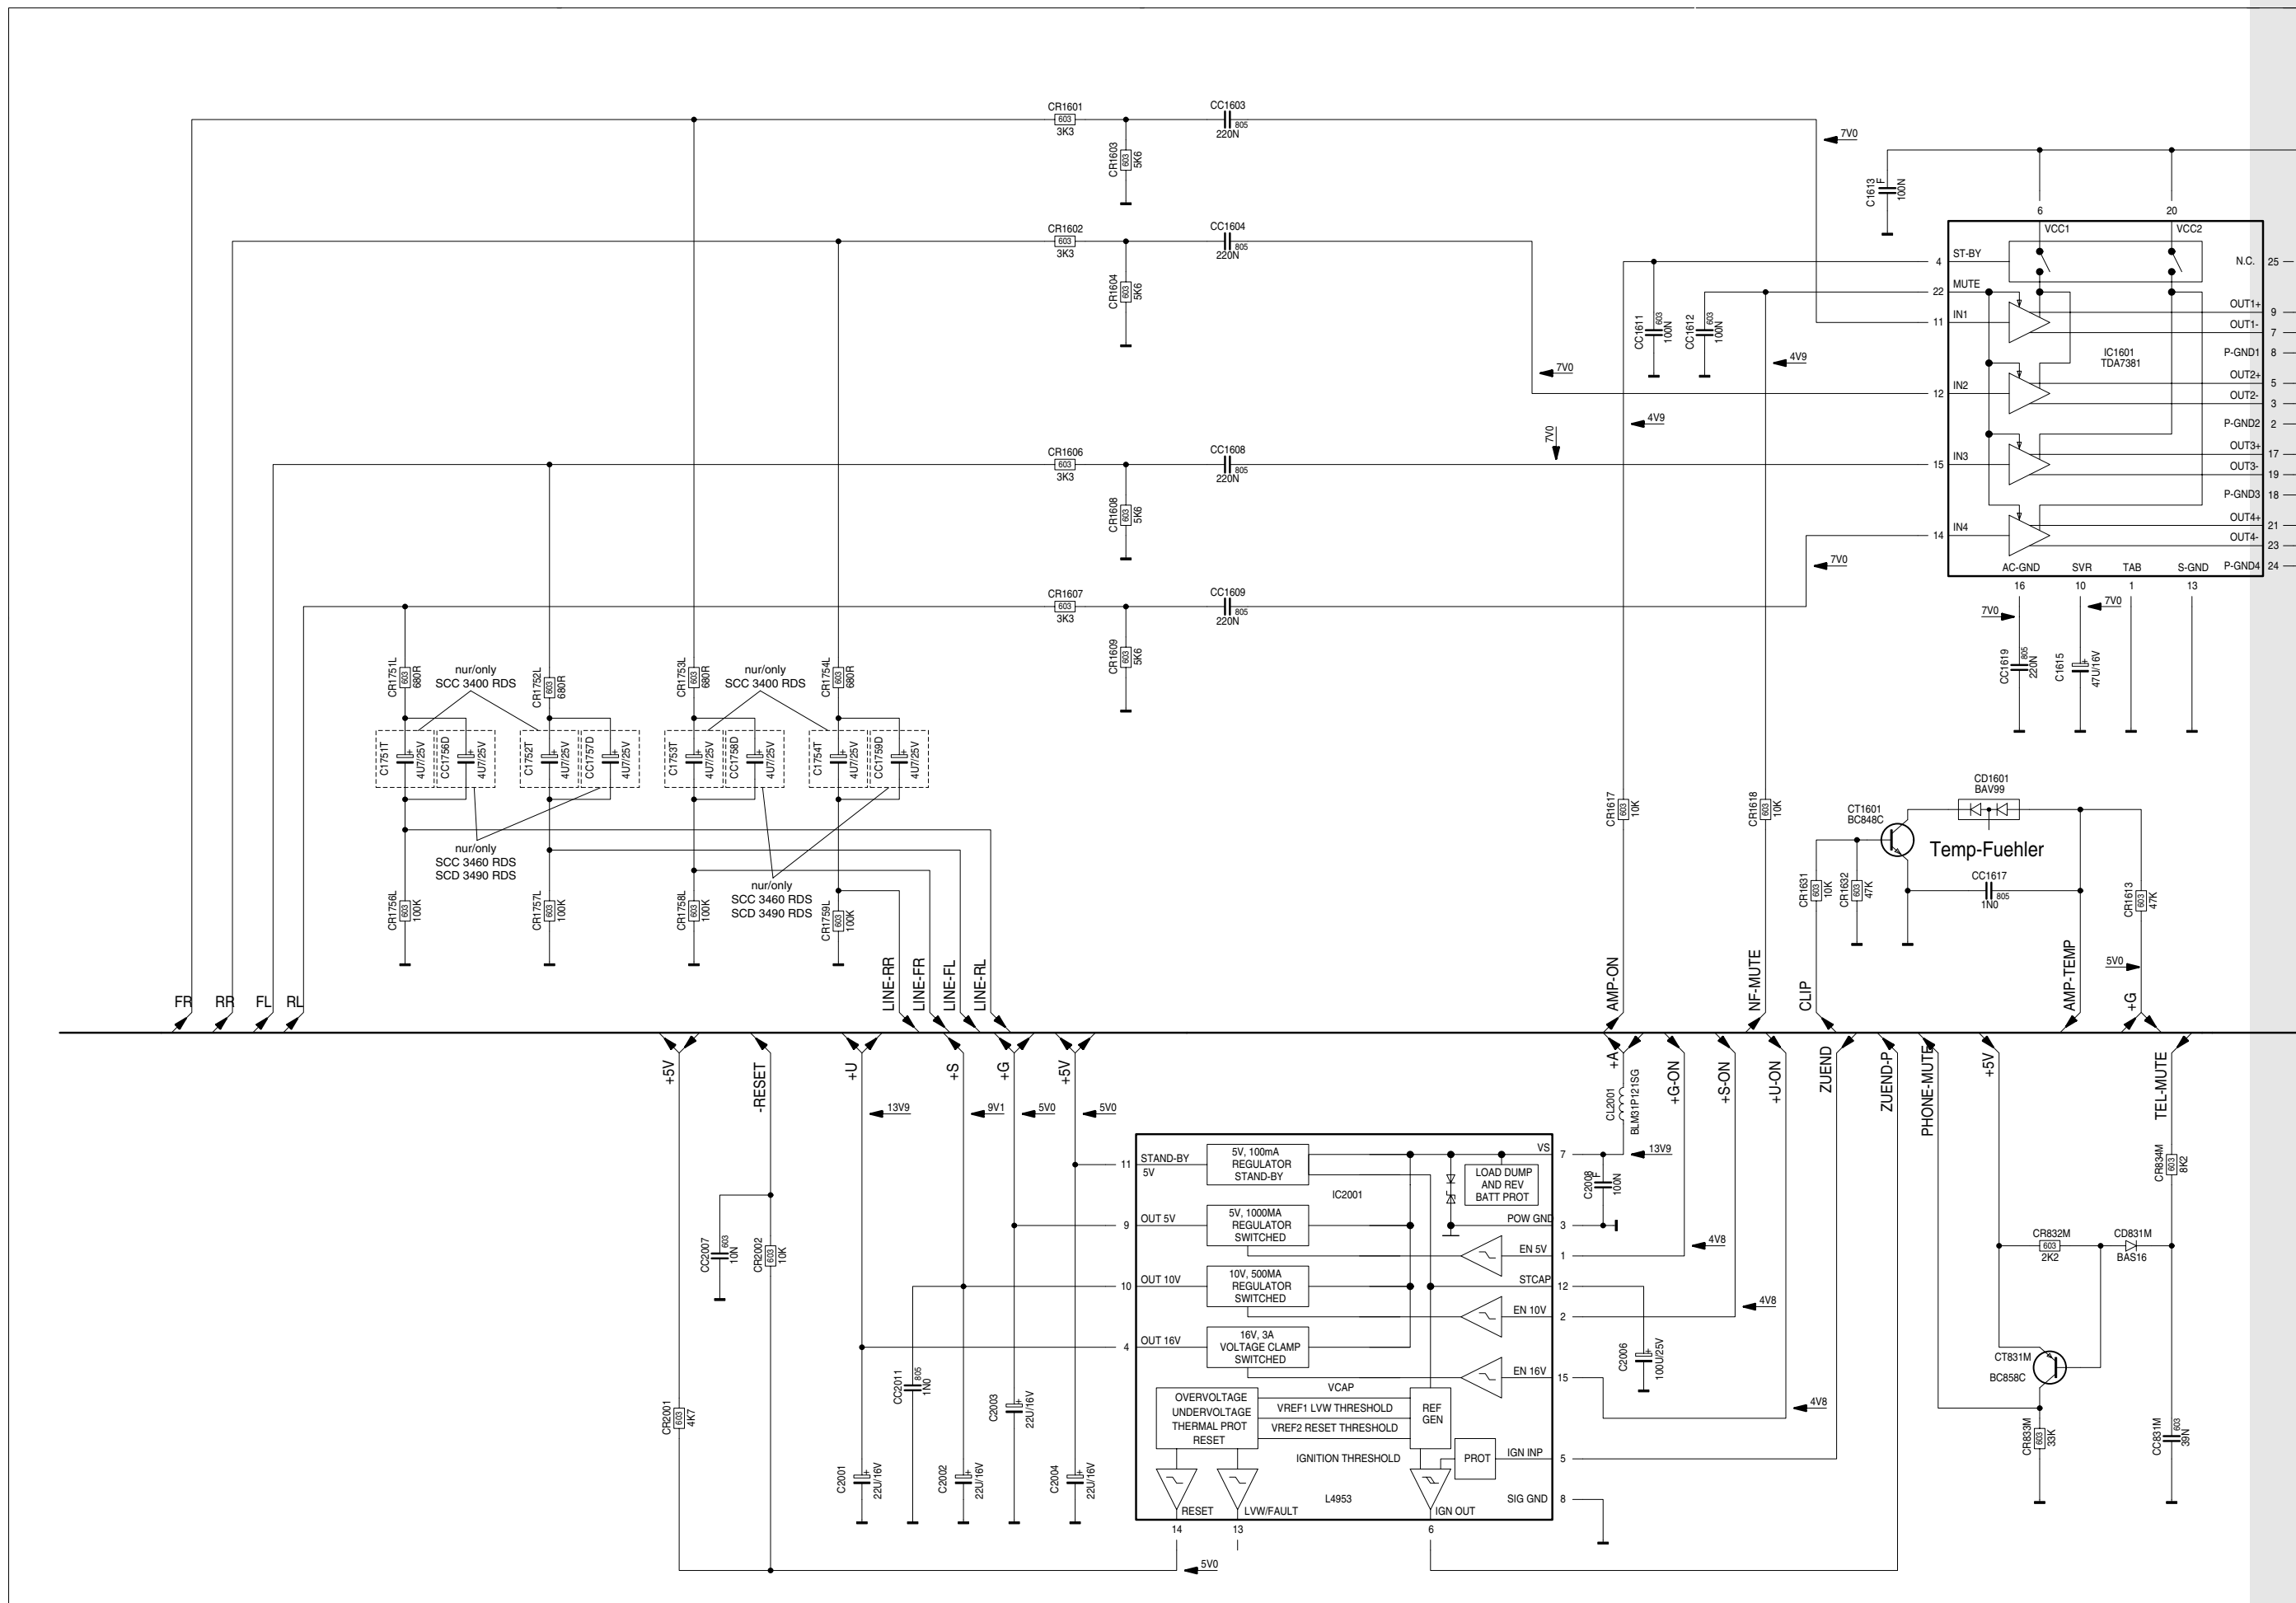 CR1601
603
3K3
CR1603
603
5K6
CC1603
805
220N
7V0
C1613
F
100N
6
20
VCC1
VCC2
CR1602
603
3K3
CR1604
603
5K6
CC1604
805
220N
4
ST-BY
N.C.
25
22
MUTE
11
IN1
OUT1+
9
OUT1-
7
P-GND1
8
IC1601
TDA7381
CC1611
603
100N
CC1612
603
100N
4V9
7V0
12
IN2
OUT2+
5
OUT2-
3
P-GND2
2
4V9
7V0
CR1606
603
3K3
CR1608
603
5K6
CC1608
805
220N
15
IN3
OUT3+
17
OUT3-
19
P-GND3
18
14
IN4
OUT4+
21
OUT4-
23
P-GND4
24
7V0
AC-GND
SVR
TAB
S-GND
16
10
1
13
7V0
7V0
CR1607
603
3K3
CR1609
603
5K6
CC1609
805
220N
CC1619
805
220N
C1615
+
47U/16V
CR1751L
603
680R
nur/only
SCC 3400 RDS
CR1752L
603
680R
CR1753L
603
680R
nur/only
SCC 3400 RDS
CR1754L
603
680R
C1751T
+
4U7/25V
CC1756D
+
4U7/25V
C1752T
+
4U7/25V
CC1757D
+
4U7/25V
C1753T
+
4U7/25V
CC1758D
+
4U7/25V
C1754T
+
4U7/25V
CC1759D
+
4U7/25V
nur/only
SCC 3460 RDS
SCD 3490 RDS
nur/only
SCC 3460 RDS
SCD 3490 RDS
CR1756L
603
100K
CR1757L
603
100K
CR1758L
603
100K
CR1759L
603
100K
CR1617
603
10K
CR1618
603
10K
CT1601
BC848C
CD1601
BAV99
Temp-Fuehler
CR1631
603
10K
CR1632
603
47K
CC1617
805
1N0
CR1613
603
47K
5V0
FR
RR
FL
RL
LINE-RR
LINE-FR
LINE-FL
LINE-RL
AMP-ON
NF-MUTE
CLIP
AMP-TEMP
+G
+5V
-RESET
+U
+S
+G
+5V
+A
+G-ON
+S-ON
+U-ON
ZUEND
ZUEND-P
PHONE-MUTE
+5V
TEL-MUTE
13V9
9V1
5V0
5V0
CL2001
BLM31P121SG
13V9
C2008
F
100N
11
STAND-BY
5V
5V, 100mA
REGULATOR
STAND-BY
IC2001
LOAD DUMP
AND REV
BATT PROT
VS
7
9
OUT 5V
5V, 1000MA
REGULATOR
SWITCHED
POW GND
3
EN 5V
1
4V8
10
OUT 10V
10V, 500MA
REGULATOR
SWITCHED
STCAP
12
EN 10V
2
4V8
4
OUT 16V
16V, 3A
VOLTAGE CLAMP
SWITCHED
EN 16V
15
4V8
C2006
+
100U/25V
VCAP
OVERVOLTAGE
UNDERVOLTAGE
THERMAL PROT
RESET
VREF1 LVW THRESHOLD
VREF2 RESET THRESHOLD
REF
GEN
IGNITION THRESHOLD
PROT
IGN INP
5
L4953
SIG GND
8
RESET
LVW/FAULT
IGN OUT
14
13
6
5V0
CC2007
603
10N
CR2002
603
10K
CR2001
603
4K7
CC2011
805
1N0
C2003
+
22U/16V
C2001
+
22U/16V
C2002
+
22U/16V
C2004
+
22U/16V
CR834M
603
8K2
CR832M
603
2K2
CD831M
BAS16
CT831M
BC858C
CR833M
603
33K
CC831M
603
39N